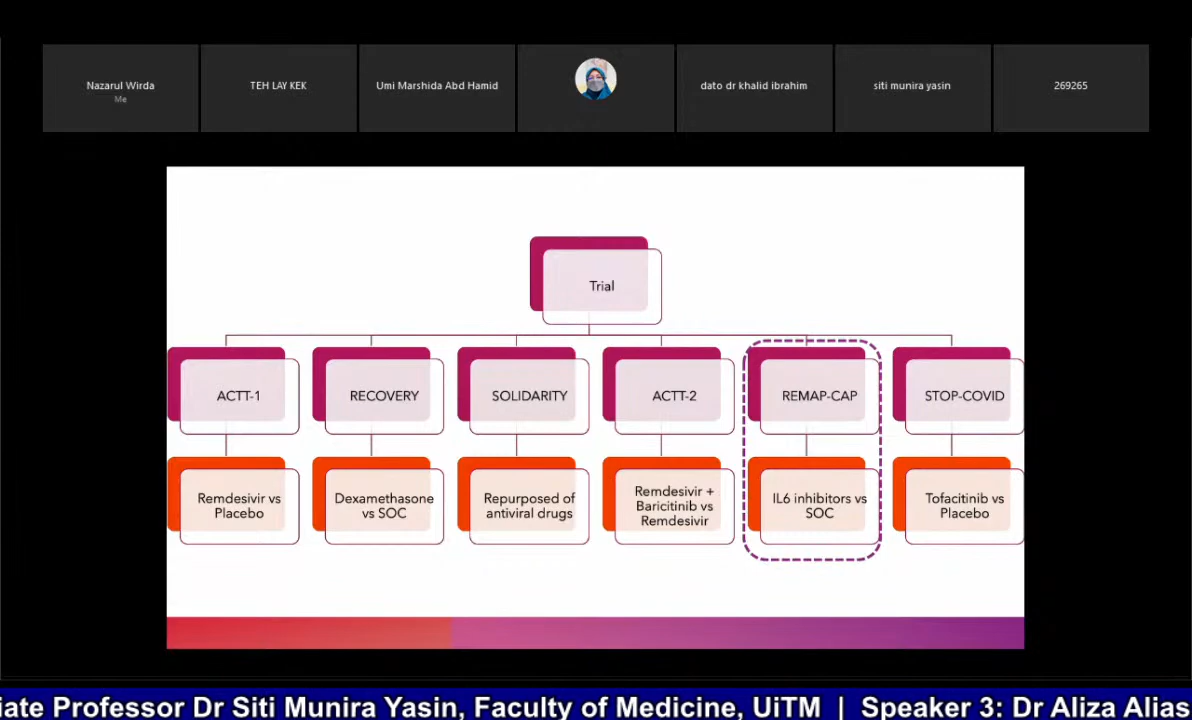 Nazarul Wirda
Me
TEH LAY KEK
Umi Marshida Abd Hamid
dato dr khalid ibrahim
siti munira yasin
269265
Trial
ACTT-1
RECOVERY
SOLIDARITY
ACTT-2
REMAP-CAP
STOP-COVID
Remdesivir vs
Placebo
Dexamethasone
vs SOC
Repurposed of
antiviral drugs
Remdesivir +
Baricitinib vs
Remdesivir
IL6 inhibitors vs
SOC
Tofacitinib vs
Placebo
iate Professor Dr Siti Munira Yasin, Faculty of Medicine, UiTM | Speaker 3: Dr Aliza Alias